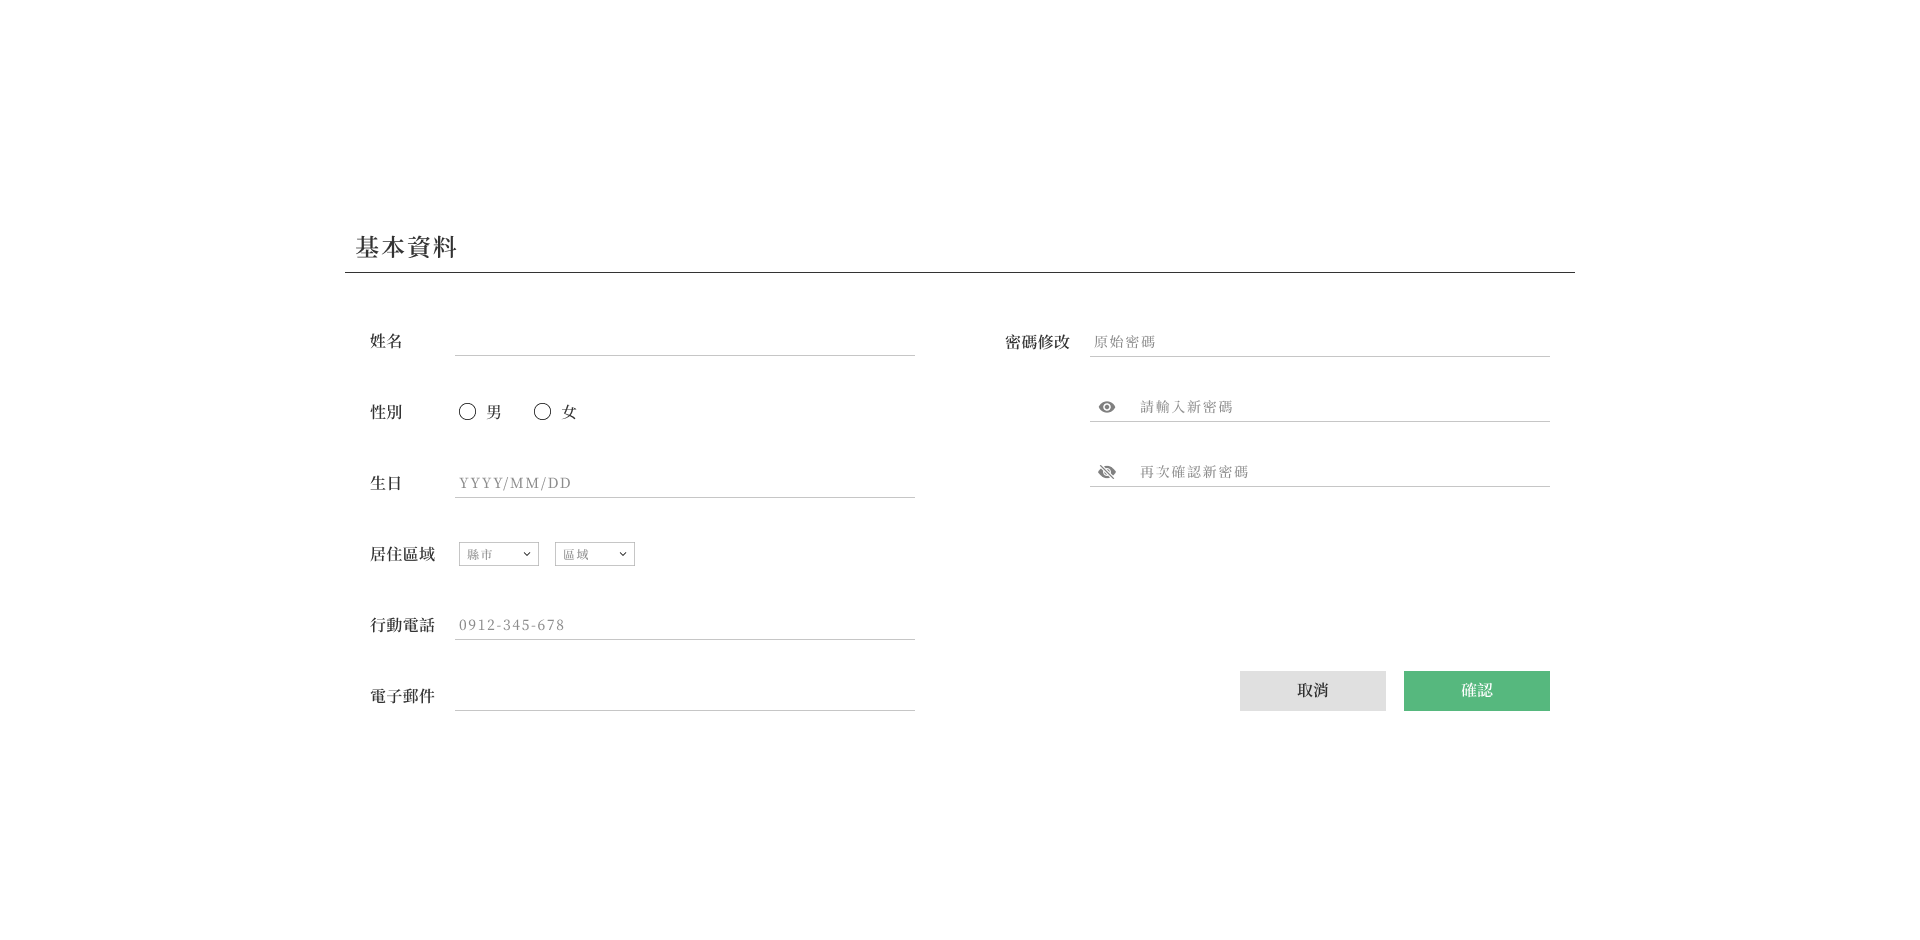 基本資料
姓名
性別 男 女
生日 YYYY/MM/DD
居住區域 縣市 區域
行動電話 0912-345-678
電子郵件
密碼修改 原始密碼
請輸入新密碼
再次確認新密碼
取消 確認